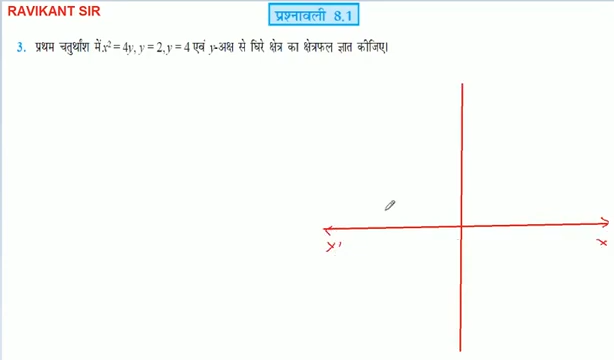 RAVIKANT SIR
प्रश्नावली 8.1
3. प्रथम चतुर्थांश में x² = 4y, y = 2, y = 4 एवं y-अक्ष से घिरे क्षेत्र का क्षेत्रफल ज्ञात कीजिए।
X' X